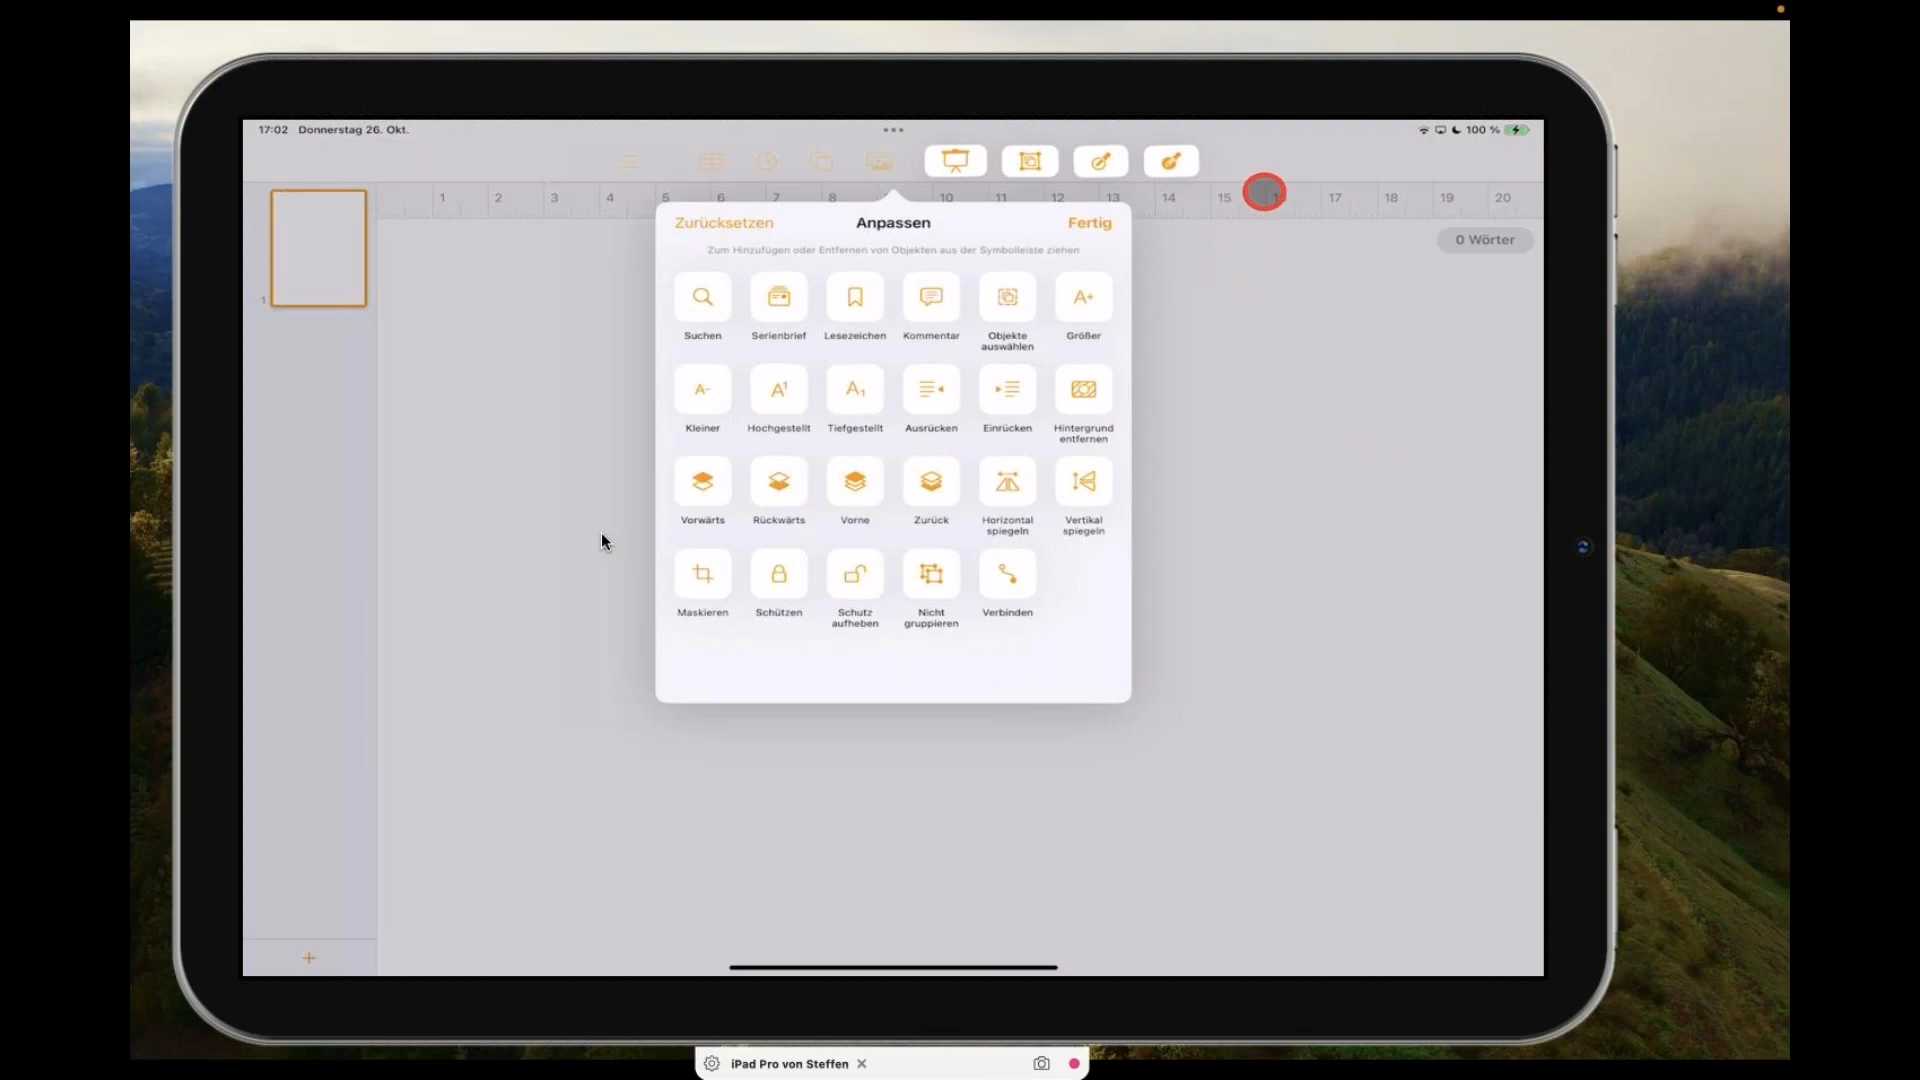 17:02 Donnerstag 26. Okt.
100 %
1 2 3 4 5 6 7 8 10 11 12 13 14 15 17 18 19 20
Zurücksetzen Anpassen Fertig
0 Wörter
Zum Hinzufügen oder Entfernen von Objekten aus der Symbolleiste ziehen
A+
Suchen Serienbrief Lesezeichen Kommentar Objekte auswählen Größer
A- A¹ A₁
Kleiner Hochgestellt Tiefgestellt Ausrücken Einrücken Hintergrund entfernen
Vorwärts Rückwärts Vorne Zurück Horizontal spiegeln Vertikal spiegeln
Maskieren Schützen Schutz aufheben Nicht gruppieren Verbinden
1
iPad Pro von Steffen